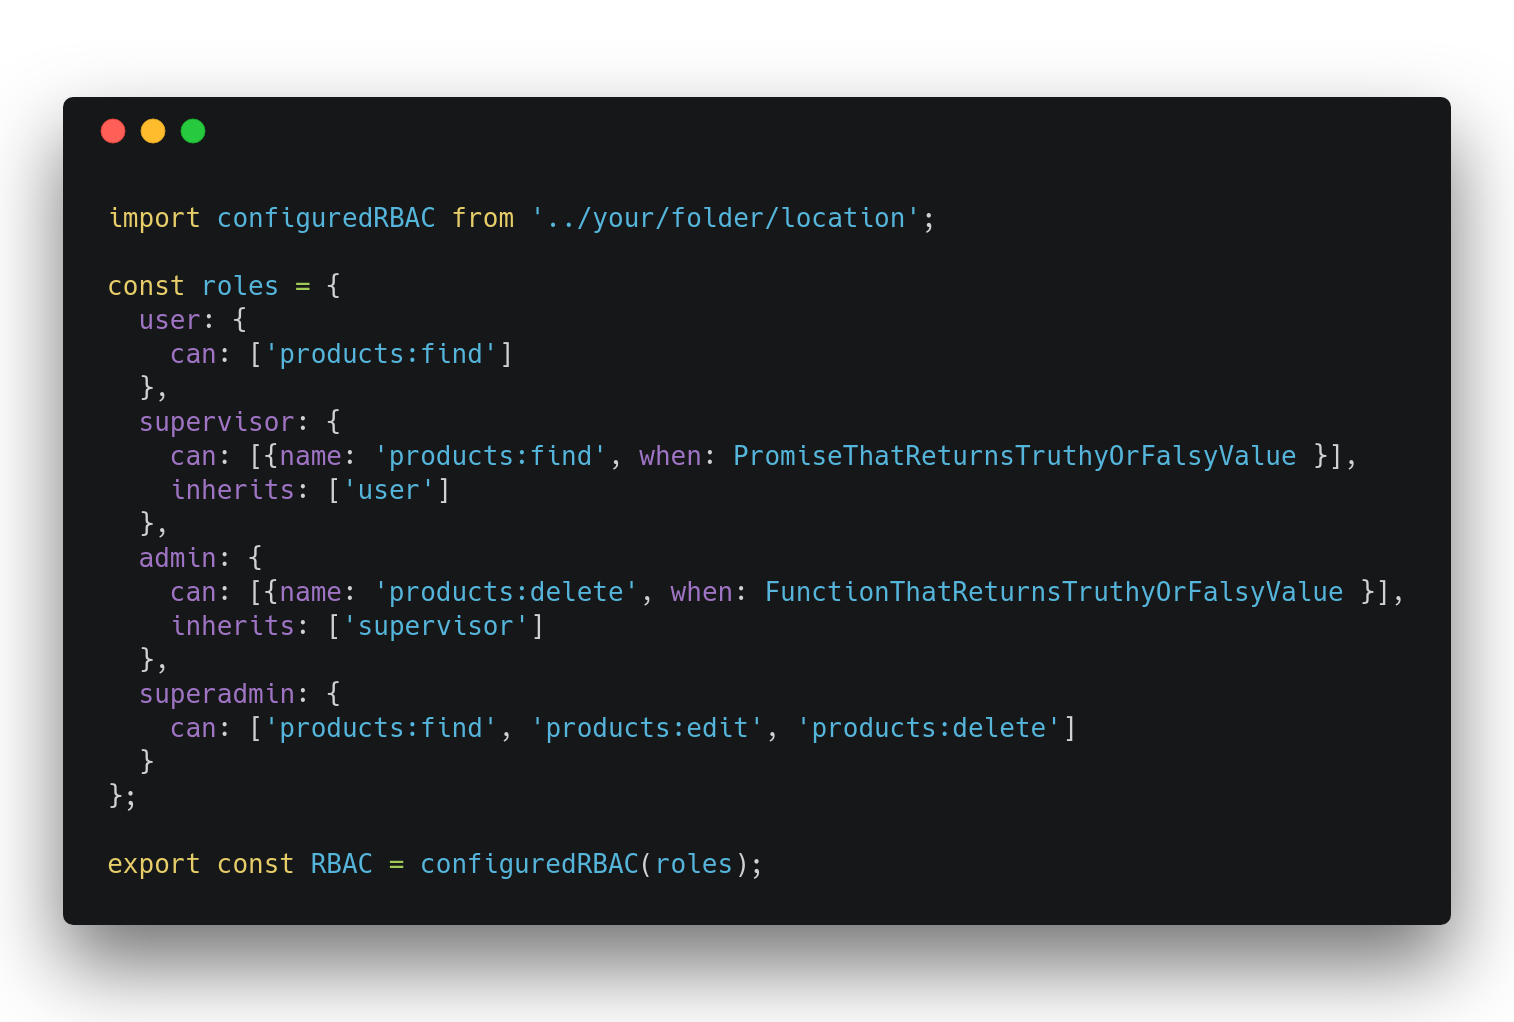 import configuredRBAC from '../your/folder/location';

const roles = {
  user: {
    can: ['products:find']
  },
  supervisor: {
    can: [{name: 'products:find', when: PromiseThatReturnsTruthyOrFalsyValue }],
    inherits: ['user']
  },
  admin: {
    can: [{name: 'products:delete', when: FunctionThatReturnsTruthyOrFalsyValue }],
    inherits: ['supervisor']
  },
  superadmin: {
    can: ['products:find', 'products:edit', 'products:delete']
  }
};

export const RBAC = configuredRBAC(roles);